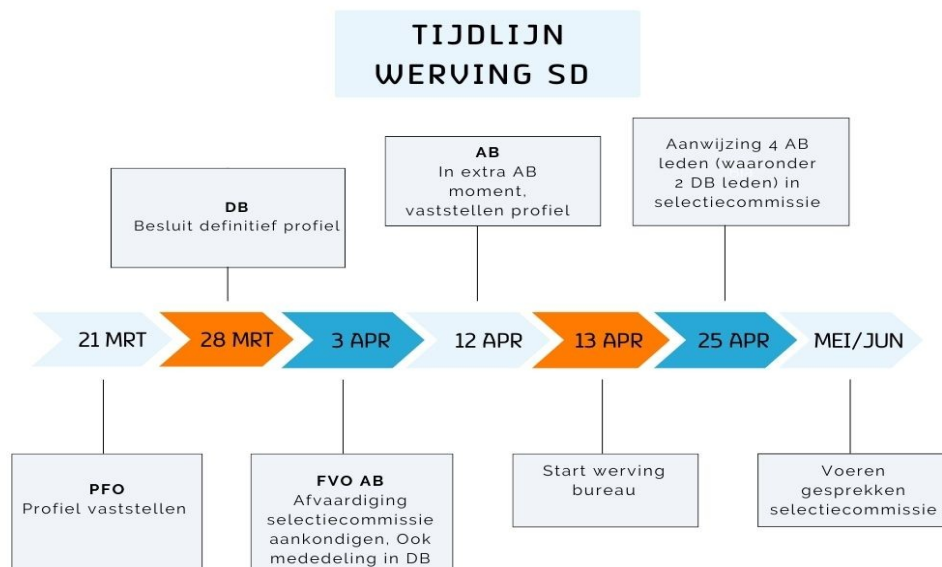 TIJDLIJN
WERVING SD
DB
Besluit definitief profiel
AB
In extra AB
moment,
vaststellen profiel
Aanwijzing 4 AB
leden (waaronder
2 DB leden) in
selectiecommissie
21 MRT
28 MRT
3 APR
12 APR
13 APR
25 APR
MEI/JUN
PFO
Profiel vaststellen
FVO AB
Afvaardiging
selectiecommissie
aankondigen, Ook
mededeling in DB
Start werving
bureau
Voeren
gesprekken
selectiecommissie